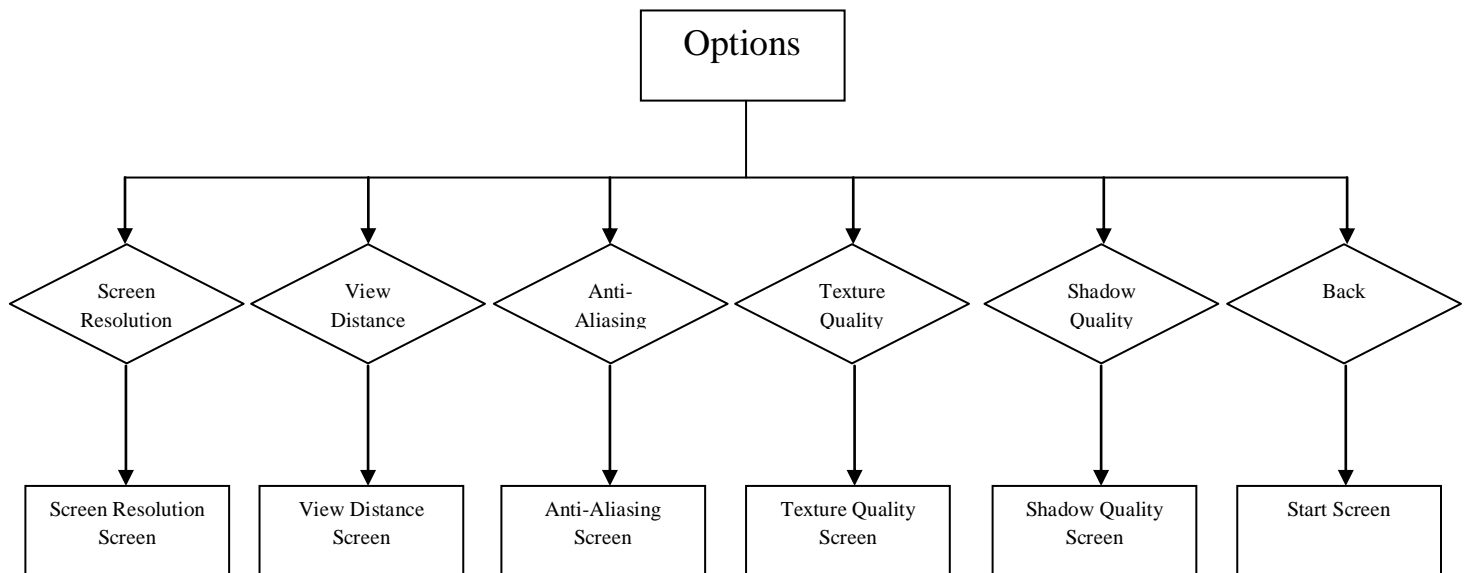 Options
Screen
Resolution
View
Distance
Anti-
Aliasing
Texture
Quality
Shadow
Quality
Back
Screen Resolution
Screen
View Distance
Screen
Anti-Aliasing
Screen
Texture Quality
Screen
Shadow Quality
Screen
Start Screen